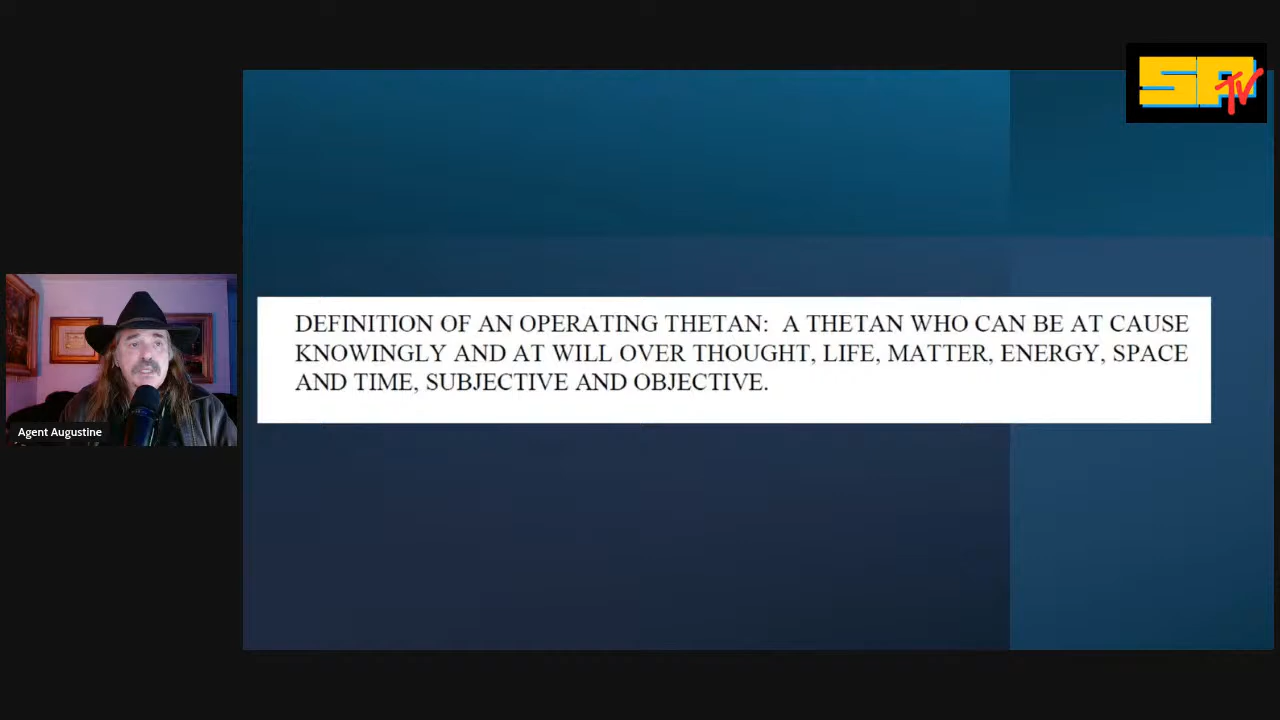 SP TV
DEFINITION OF AN OPERATING THETAN: A THETAN WHO CAN BE AT CAUSE
KNOWINGLY AND AT WILL OVER THOUGHT, LIFE, MATTER, ENERGY, SPACE
AND TIME, SUBJECTIVE AND OBJECTIVE.
Agent Augustine